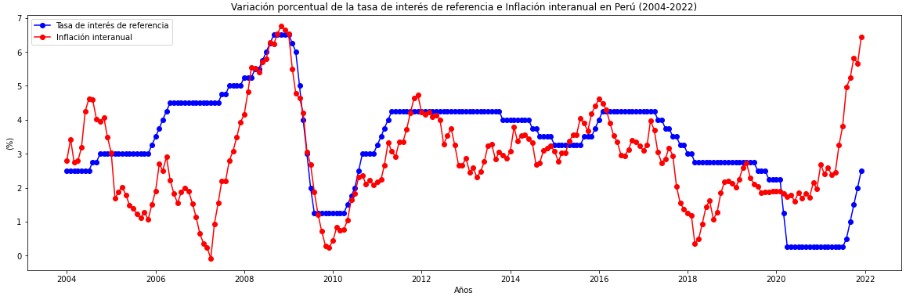 Variación porcentual de la tasa de interés de referencia e Inflación interanual en Perú (2004-2022)
Tasa de interés de referencia
Inflación interanual
7
6
5
4
3
2
1
0
(%)
2004 2006 2008 2010 2012 2014 2016 2018 2020 2022
Años